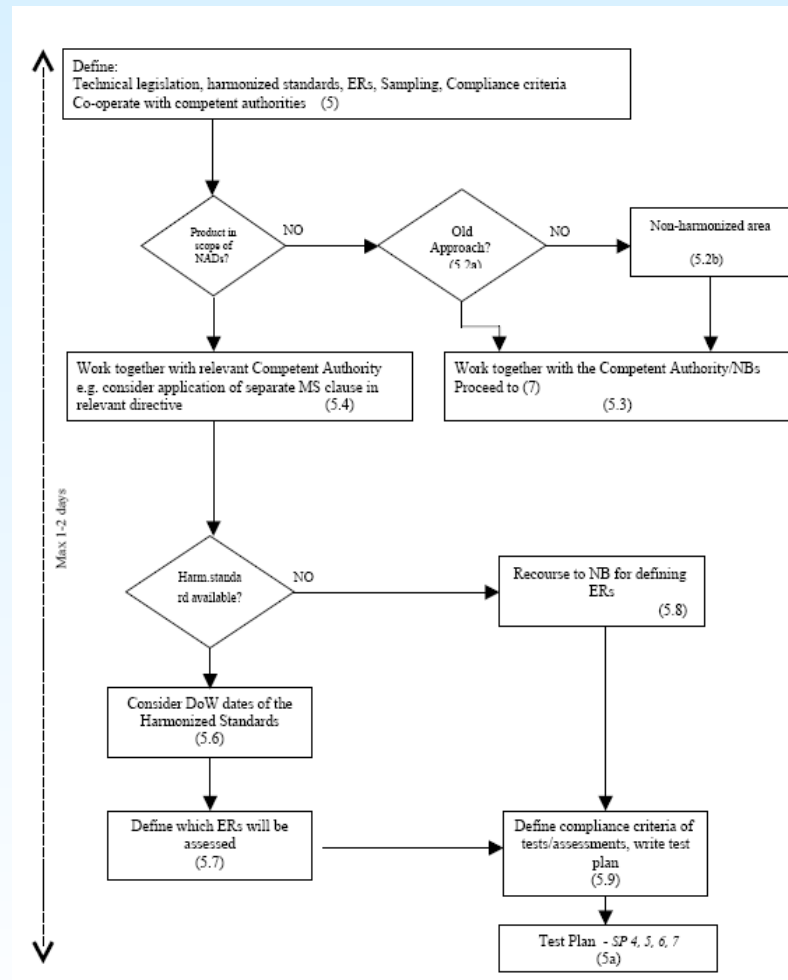 Define:
Technical legislation, harmonized standards, ERs, Sampling, Compliance criteria
Co-operate with competent authorities (5)
Product in
scope of
NADs?
NO
Old
Approach?
(5.2a)
NO
Non-harmonized area
(5.2b)
Work together with relevant Competent Authority
e.g. consider application of separate MS clause in
relevant directive (5.4)
Work together with the Competent Authority/NBs
Proceed to (7)
(5.3)
Max 1-2 days
Harm.standa
rd available?
NO
Recourse to NB for defining
ERs
(5.8)
Consider DoW dates of the
Harmonized Standards
(5.6)
Define which ERs will be
assessed
(5.7)
Define compliance criteria of
tests/assessments, write test
plan
(5.9)
Test Plan - SP 4, 5, 6, 7
(5a)